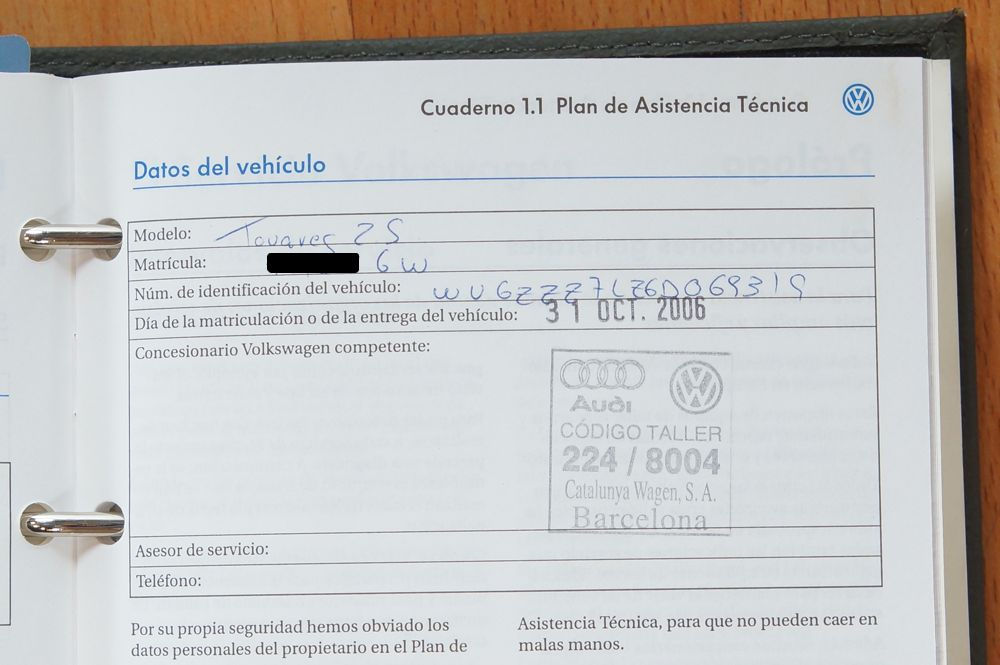 Cuaderno 1.1 Plan de Asistencia Técnica
Datos del vehículo
Modelo: Touareg 2 5
Matrícula: GW
Núm. de identificación del vehículo: WVGZZZ7LZ6D069319
Día de la matriculación o de la entrega del vehículo: 31 OCT. 2006
Concesionario Volkswagen competente:
Audi
CÓDIGO TALLER
224 / 8004
Catalunya Wagen, S. A.
Barcelona
Asesor de servicio:
Teléfono:
Por su propia seguridad hemos obviado los
datos personales del propietario en el Plan de
Asistencia Técnica, para que no pueden caer en
malas manos.